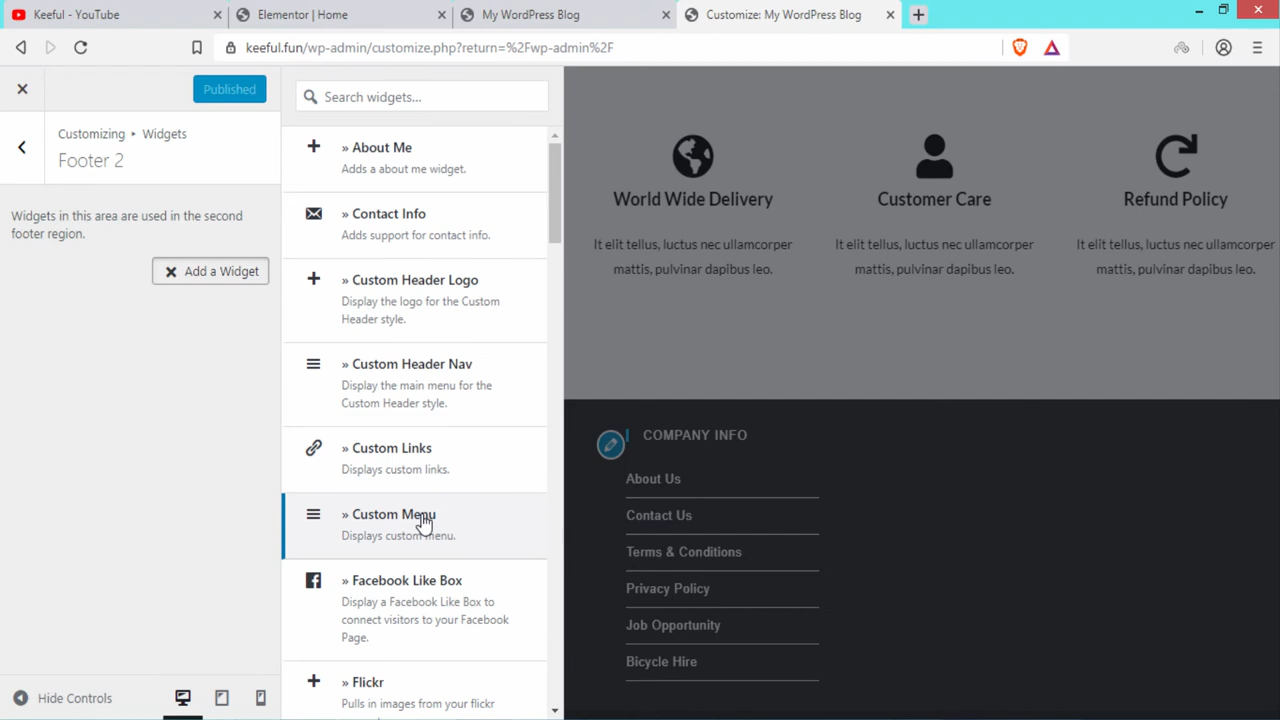 Keeful - YouTube
Elementor | Home
My WordPress Blog
Customize: My WordPress Blog
keeful.fun/wp-admin/customize.php?return=%2Fwp-admin%2F
Published
Customizing ▸ Widgets
Footer 2
Widgets in this area are used in the second
footer region.
Add a Widget
Hide Controls
Search widgets...
» About Me
Adds a about me widget.
» Contact Info
Adds support for contact info.
» Custom Header Logo
Display the logo for the Custom
Header style.
» Custom Header Nav
Display the main menu for the
Custom Header style.
» Custom Links
Displays custom links.
» Custom Menu
Displays custom menu.
» Facebook Like Box
Display a Facebook Like Box to
connect visitors to your Facebook
Page.
» Flickr
Pulls in images from your flickr
World Wide Delivery
It elit tellus, luctus nec ullamcorper
mattis, pulvinar dapibus leo.
Customer Care
It elit tellus, luctus nec ullamcorper
mattis, pulvinar dapibus leo.
Refund Policy
It elit tellus, luctus nec ullamcorper
mattis, pulvinar dapibus leo.
COMPANY INFO
About Us
Contact Us
Terms & Conditions
Privacy Policy
Job Opportunity
Bicycle Hire